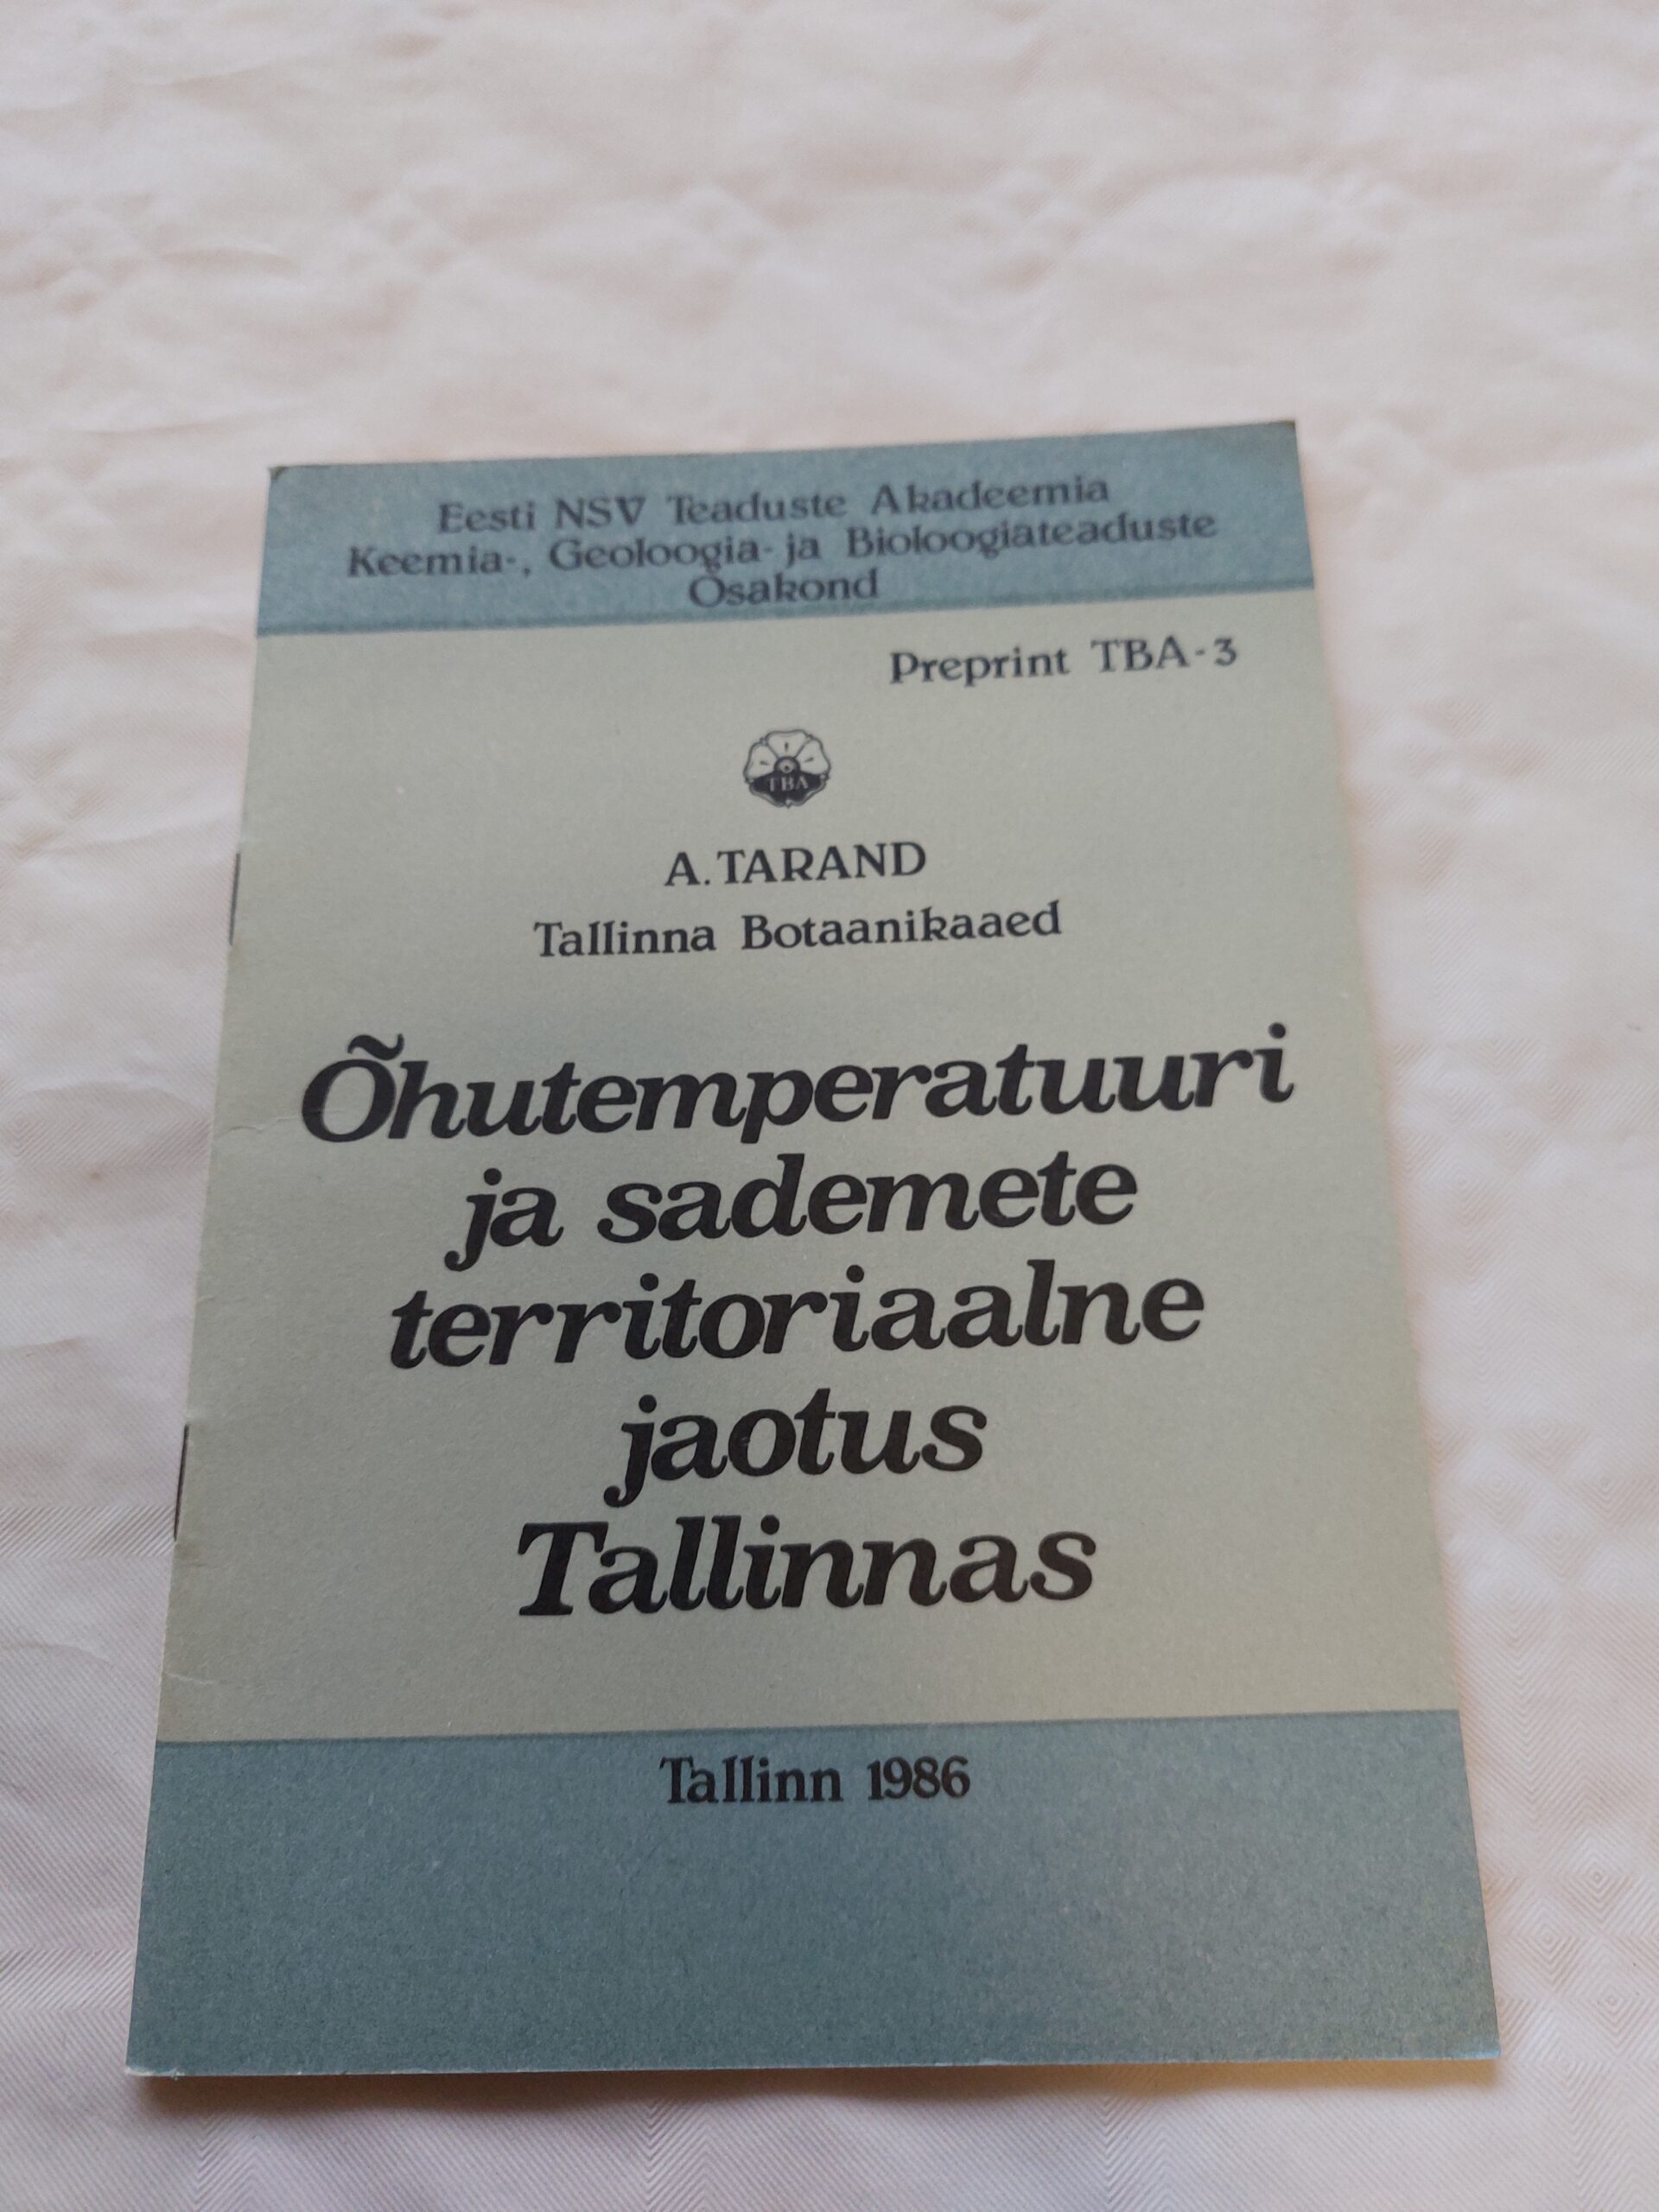 Eesti NSV Teaduste Akadeemia
Keemia-, Geoloogia- ja Bioloogiateaduste
Osakond
Preprint TBA-3
TBA
A. TARAND
Tallinna Botaanikaaed
Õhutemperatuuri
ja sademete
territoriaalne
jaotus
Tallinnas
Tallinn 1986